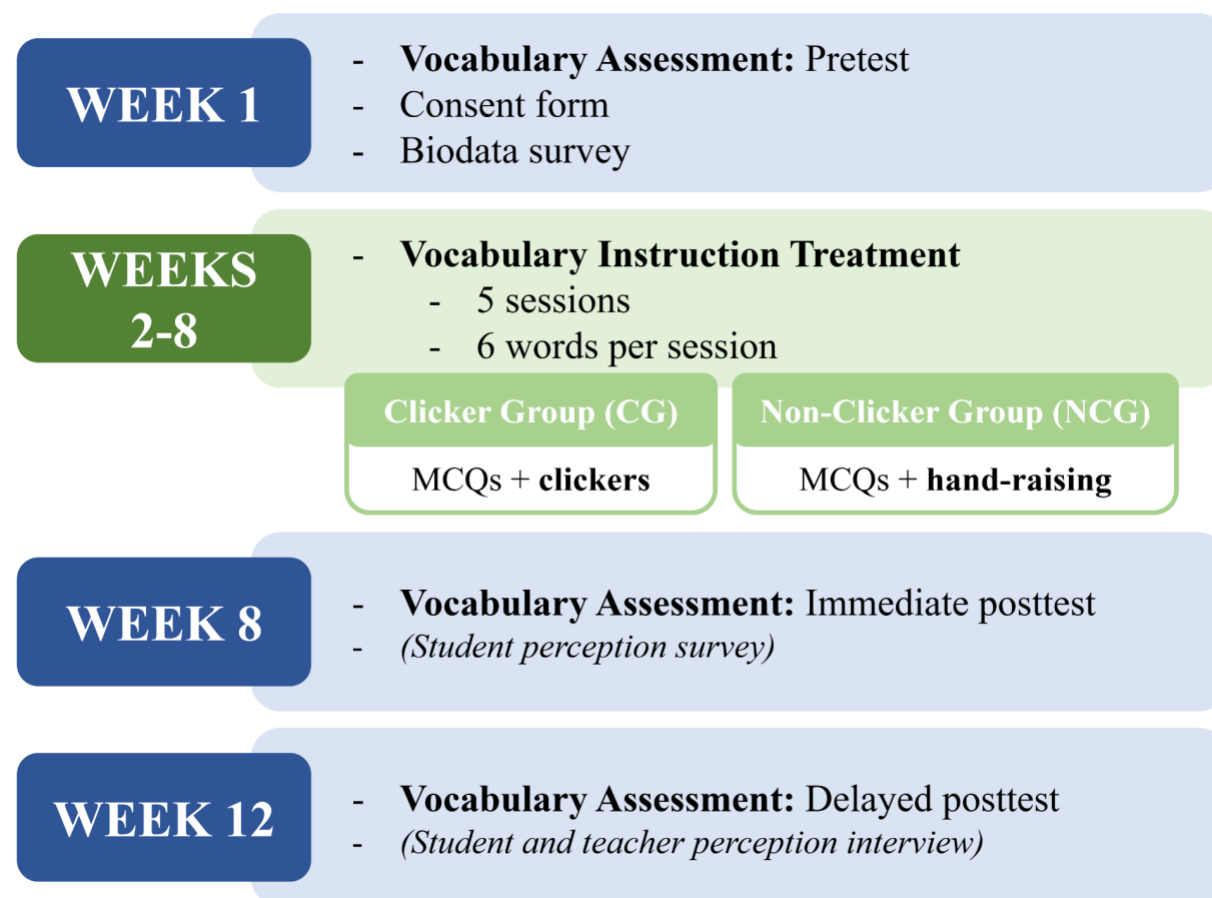 WEEK 1
- Vocabulary Assessment: Pretest
- Consent form
- Biodata survey
WEEKS
2-8
- Vocabulary Instruction Treatment
- 5 sessions
- 6 words per session
Clicker Group (CG)
MCQs + clickers
Non-Clicker Group (NCG)
MCQs + hand-raising
WEEK 8
- Vocabulary Assessment: Immediate posttest
- (Student perception survey)
WEEK 12
- Vocabulary Assessment: Delayed posttest
- (Student and teacher perception interview)